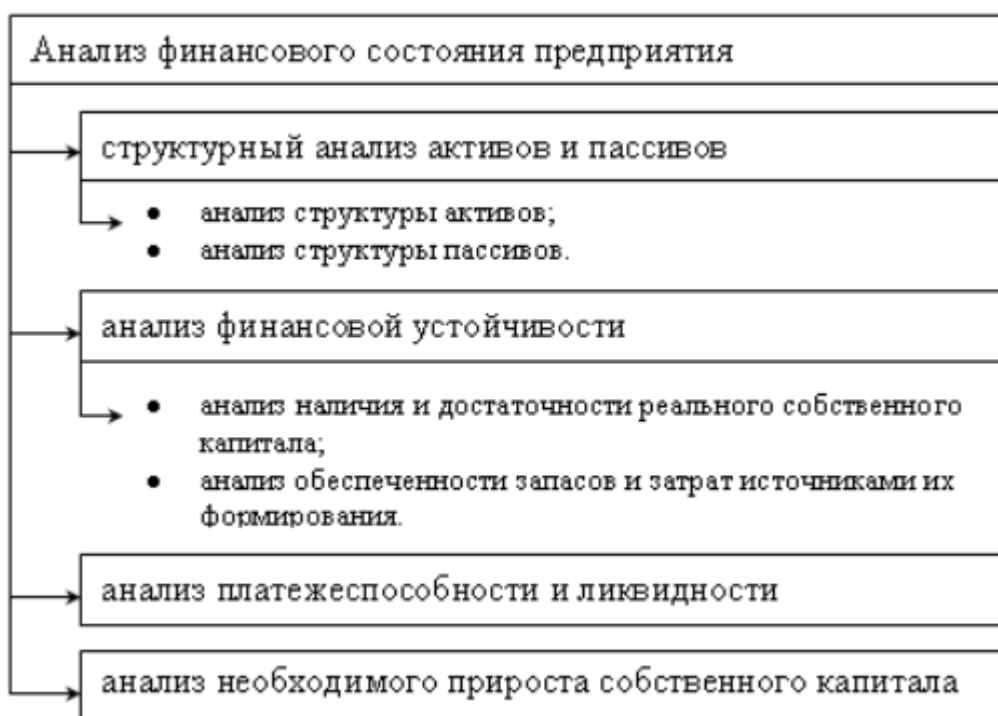 Анализ финансового состояния предприятия
структурный анализ активов и пассивов
• анализ структуры активов;
• анализ структуры пассивов.
анализ финансовой устойчивости
• анализ наличия и достаточности реального собственного
капитала;
• анализ обеспеченности запасов и затрат источниками их
формирования.
анализ платежеспособности и ликвидности
анализ необходимого прироста собственного капитала